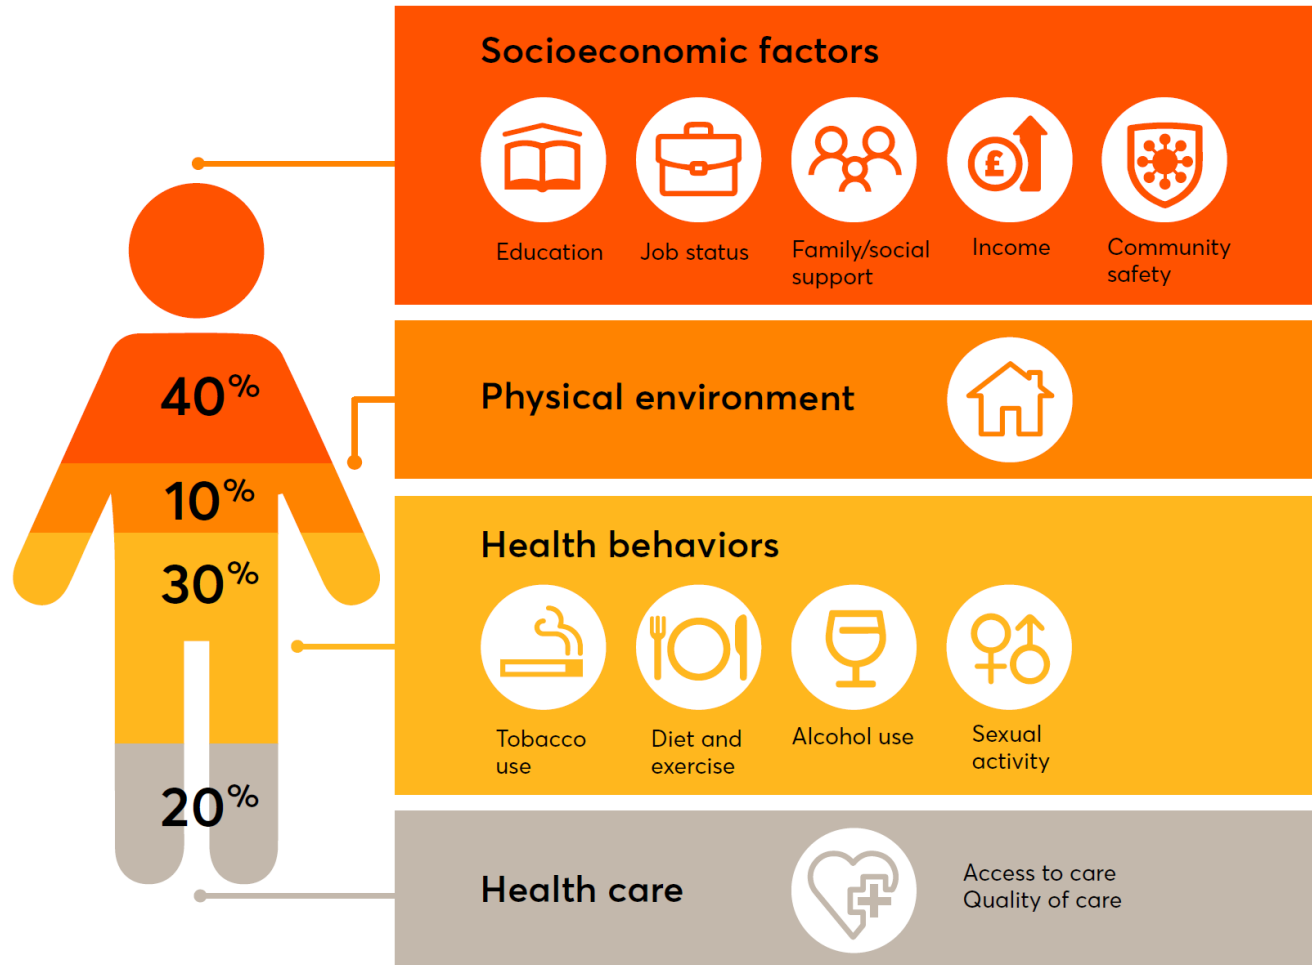 Socioeconomic factors
£
Education
Job status
Family/social
support
Income
Community
safety
40%
Physical environment
10%
Health behaviors
30%
Tobacco
use
Diet and
exercise
Alcohol use
Sexual
activity
20%
Health care
Access to care
Quality of care